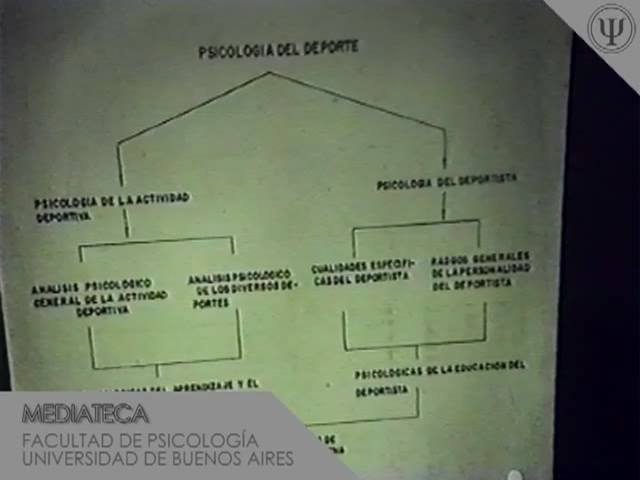 Ψ
PSICOLOGIA DEL DEPORTE
PSICOLOGIA DE LA ACTIVIDAD
DEPORTIVA
PSICOLOGIA DEL DEPORTISTA
ANALISIS PSICOLOGICO
GENERAL DE LA ACTIVIDAD
DEPORTIVA
ANALISIS PSICOLOGICO
DE LOS DIVERSOS DE-
PORTES
CUALIDADES ESPECIFI-
CAS DEL DEPORTISTA
RASGOS GENERALES
DE LA PERSONALIDAD
DEL DEPORTISTA
DEL APRENDIZAJE Y EL
PSICOLOGICAS DE LA EDUCACION DEL
DEPORTISTA
DE
MEDIATECA
FACULTAD DE PSICOLOGÍA
UNIVERSIDAD DE BUENOS AIRES